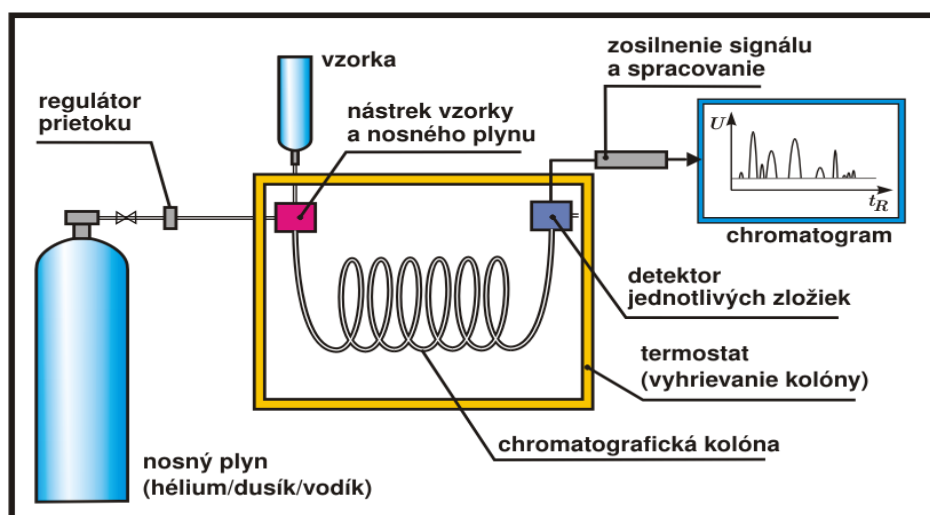 vzorka
zosilnenie signálu
a spracovanie
regulátor
prietoku
nástrek vzorky
a nosného plynu
U
t_R
chromatogram
detektor
jednotlivých zložiek
termostat
(vyhrievanie kolóny)
chromatografická kolóna
nosný plyn
(hélium/dusík/vodík)